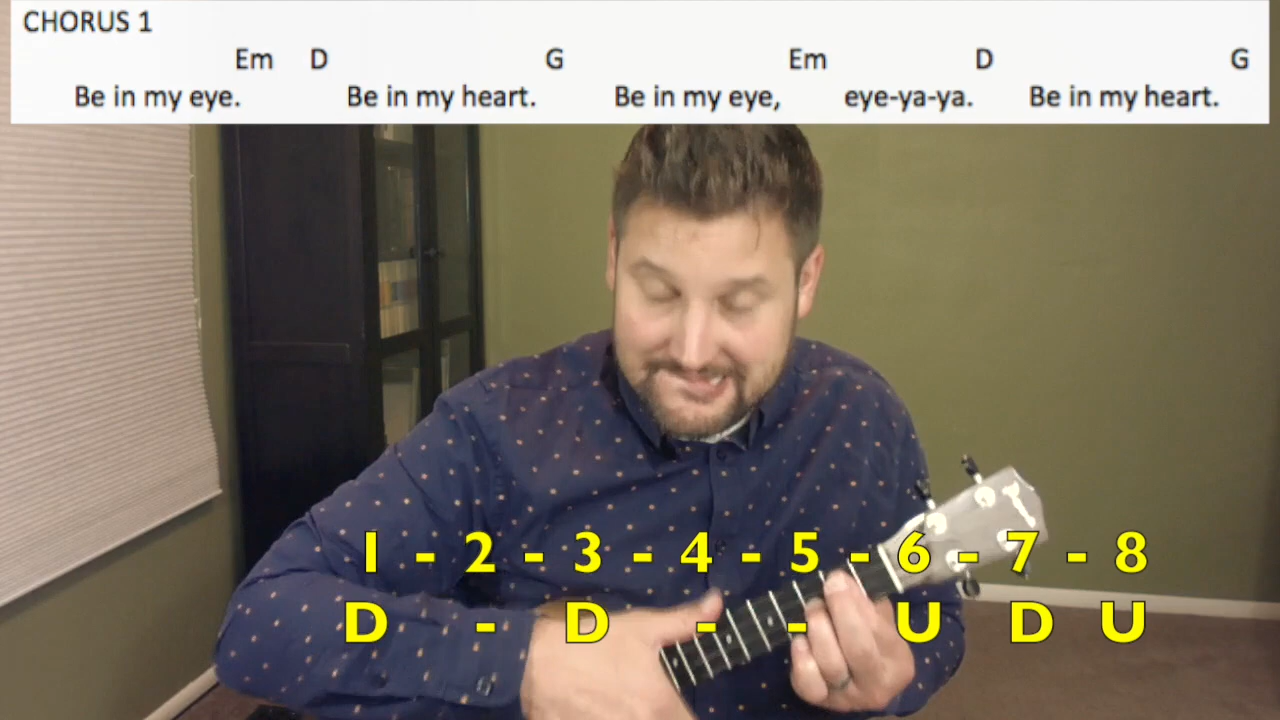 CHORUS 1
Em D G Em D G
Be in my eye. Be in my heart. Be in my eye, eye-ya-ya. Be in my heart.
1 - 2 - 3 - 4 - 5 - 6 - 7 - 8
D - D - - U D U